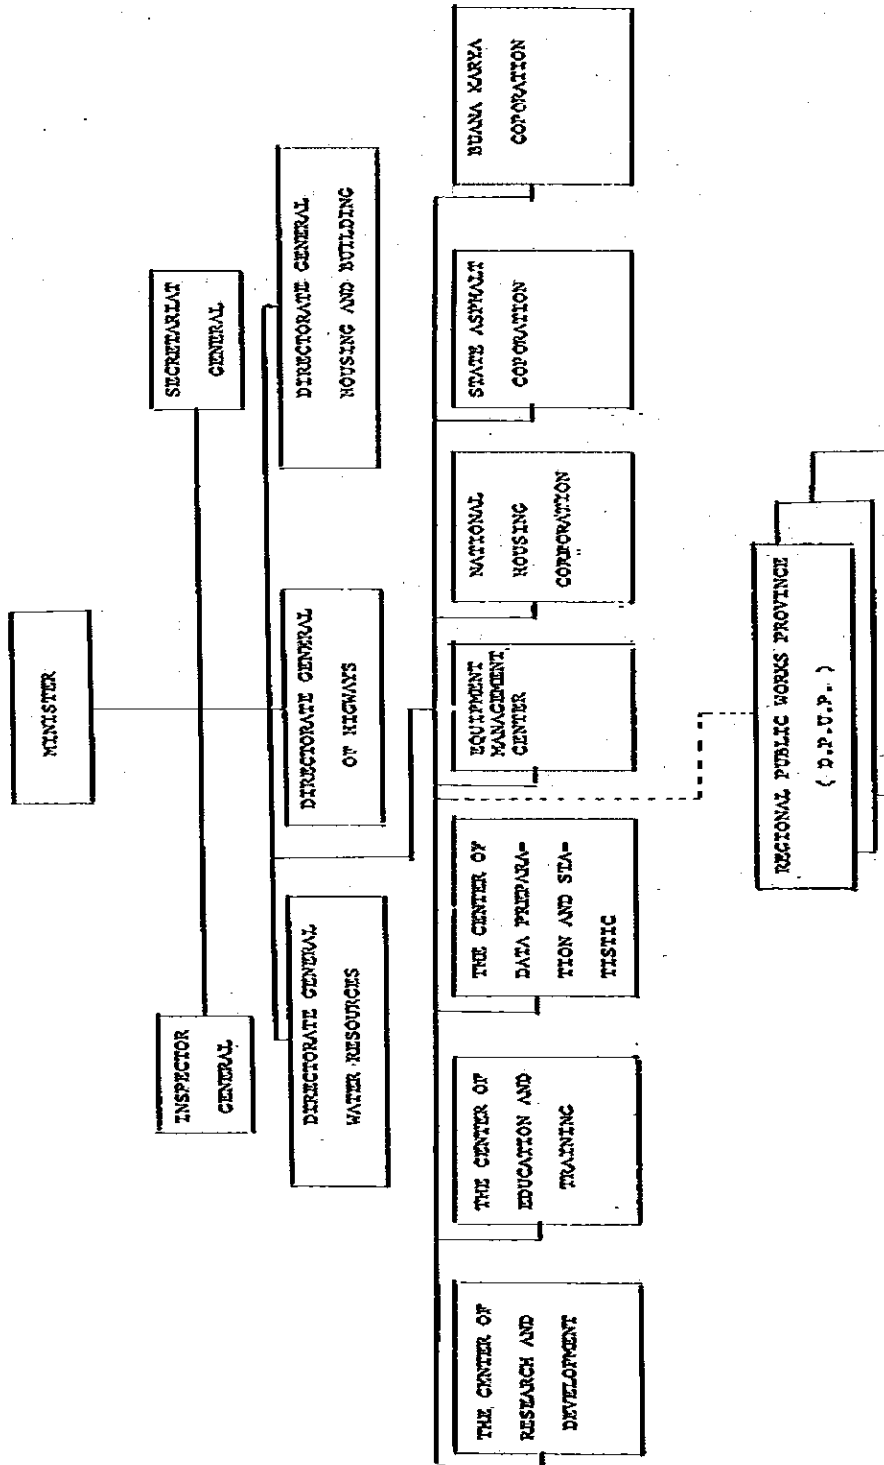 MINISTER
INSPECTOR
GENERAL
SECRETARIAT
GENERAL
DIRECTORATE GENERAL
WATER RESOURCES
DIRECTORATE GENERAL
OF HIGWAYS
DIRECTORATE GENERAL
HOUSING AND BUILDING
THE CENTER OF
RESEARCH AND
DEVELOPMENT
THE CENTER OF
EDUCATION AND
TRAINING
THE CENTER OF
DATA PREPARA-
TION AND STA-
TISTIC
EQUIPMENT
MANAGEMENT
CENTER
NATIONAL
HOUSING
CORPORATION
STATE ASPHALT
COPORATION
BUANA KARYA
COPORATION
REGIONAL PUBLIC WORKS PROVINCE
( D.P.U.P. )